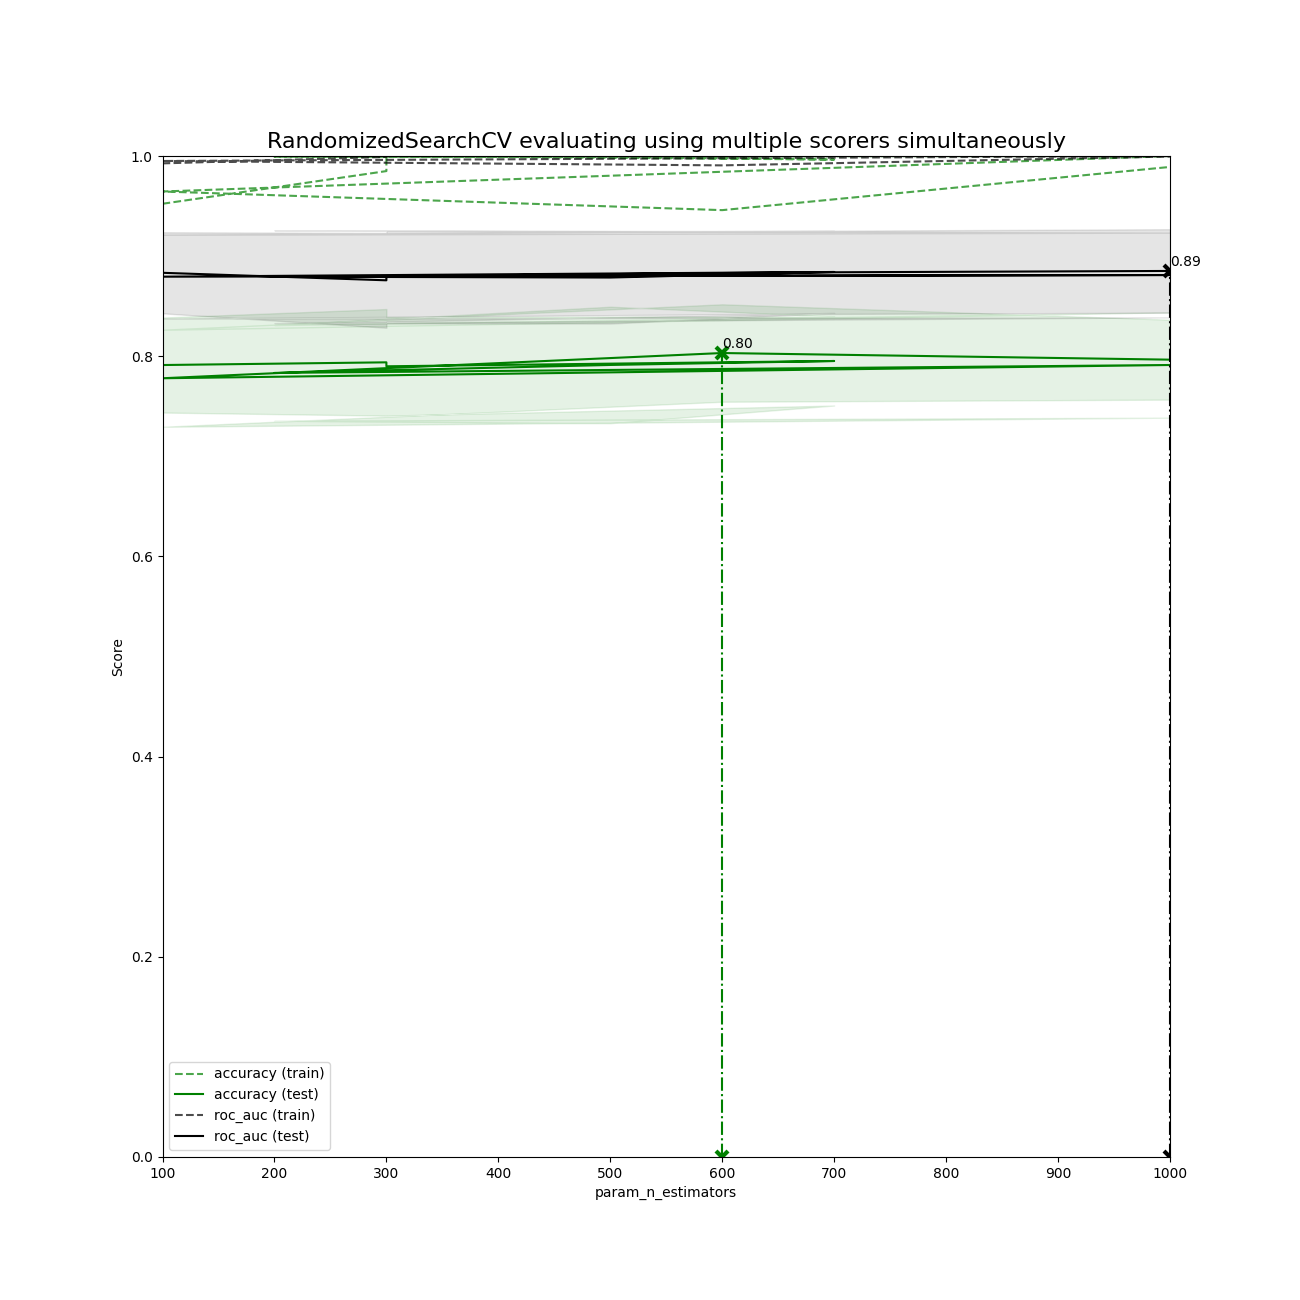 RandomizedSearchCV evaluating using multiple scorers simultaneously
1.0
0.89
0.8
0.80
0.6
Score
0.4
0.2
accuracy (train)
accuracy (test)
roc_auc (train)
roc_auc (test)
0.0
100 200 300 400 500 600 700 800 900 1000
param_n_estimators